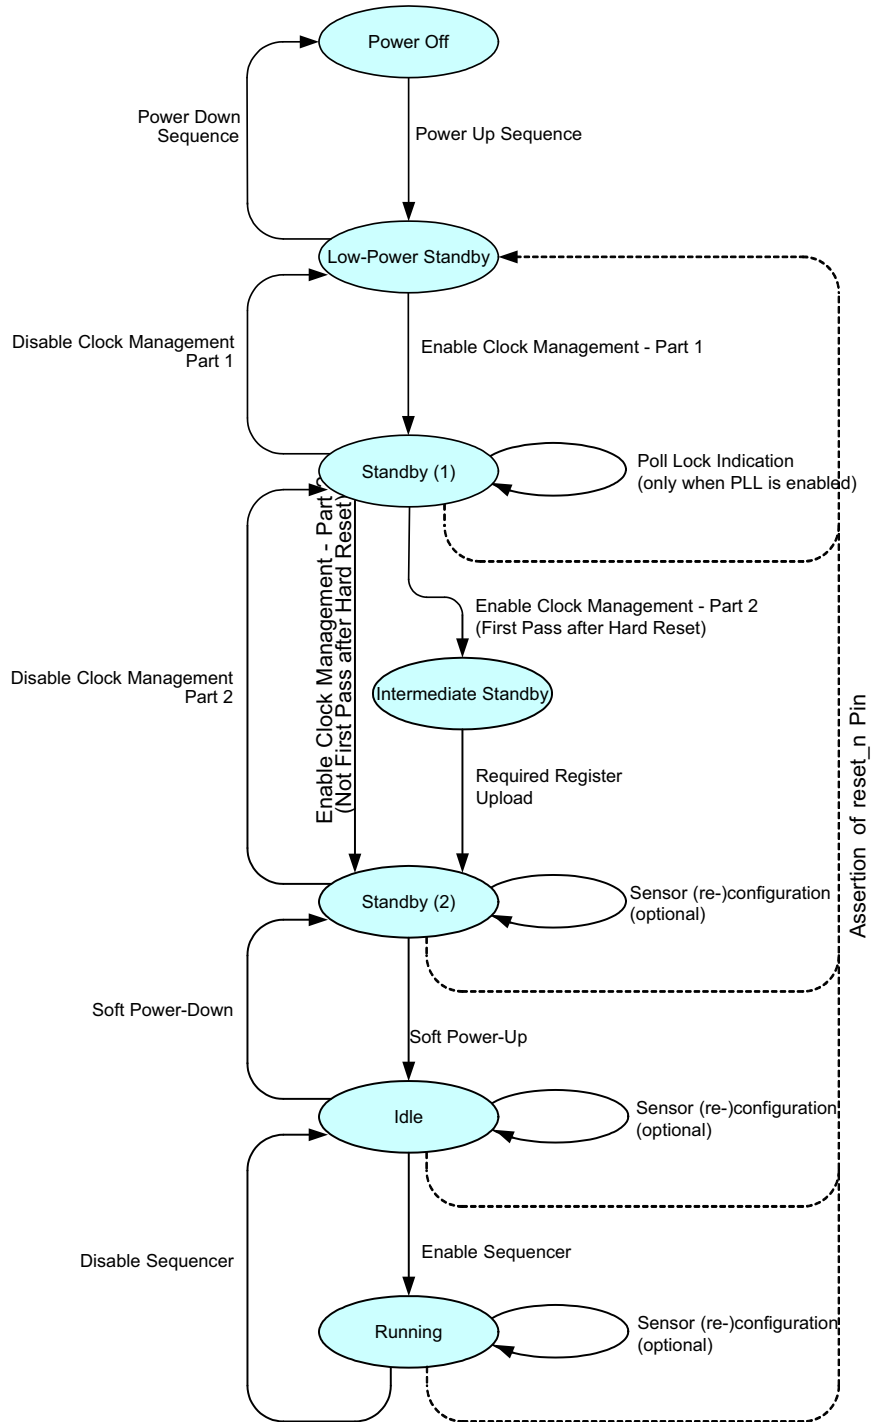 Power Off
Power Down
Sequence
Power Up Sequence
Low-Power Standby
Disable Clock Management
Part 1
Enable Clock Management - Part 1
Standby (1)
Poll Lock Indication
(only when PLL is enabled)
Enable Clock Management - Part
(Not First Pass after Hard Reset)
Enable Clock Management - Part 2
(First Pass after Hard Reset)
Disable Clock Management
Part 2
Intermediate Standby
Required Register
Upload
Assertion of reset_n Pin
Standby (2)
Sensor (re-)configuration
(optional)
Soft Power-Down
Soft Power-Up
Idle
Sensor (re-)configuration
(optional)
Disable Sequencer
Enable Sequencer
Running
Sensor (re-)configuration
(optional)